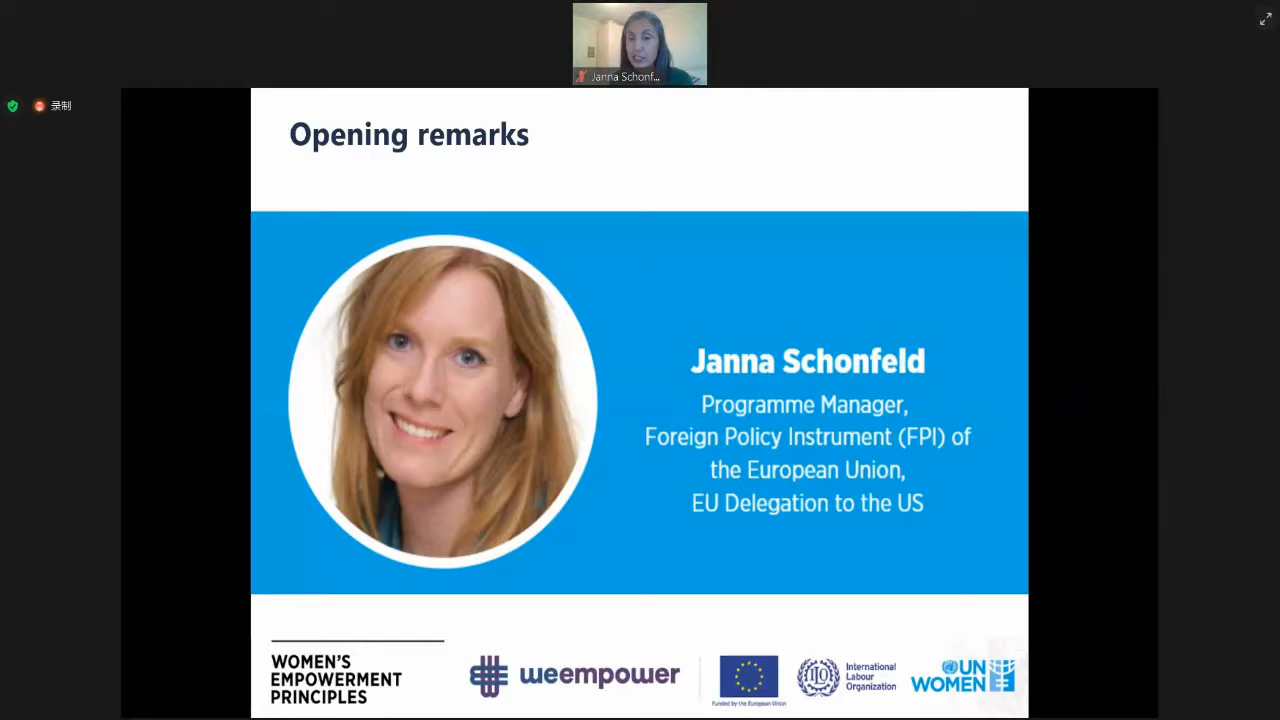 Janna Schonf...
录制
Opening remarks
Janna Schonfeld
Programme Manager,
Foreign Policy Instrument (FPI) of
the European Union,
EU Delegation to the US
WOMEN'S
EMPOWERMENT
PRINCIPLES
weempower
Funded by the European Union
International
Labour
Organization
UN
WOMEN